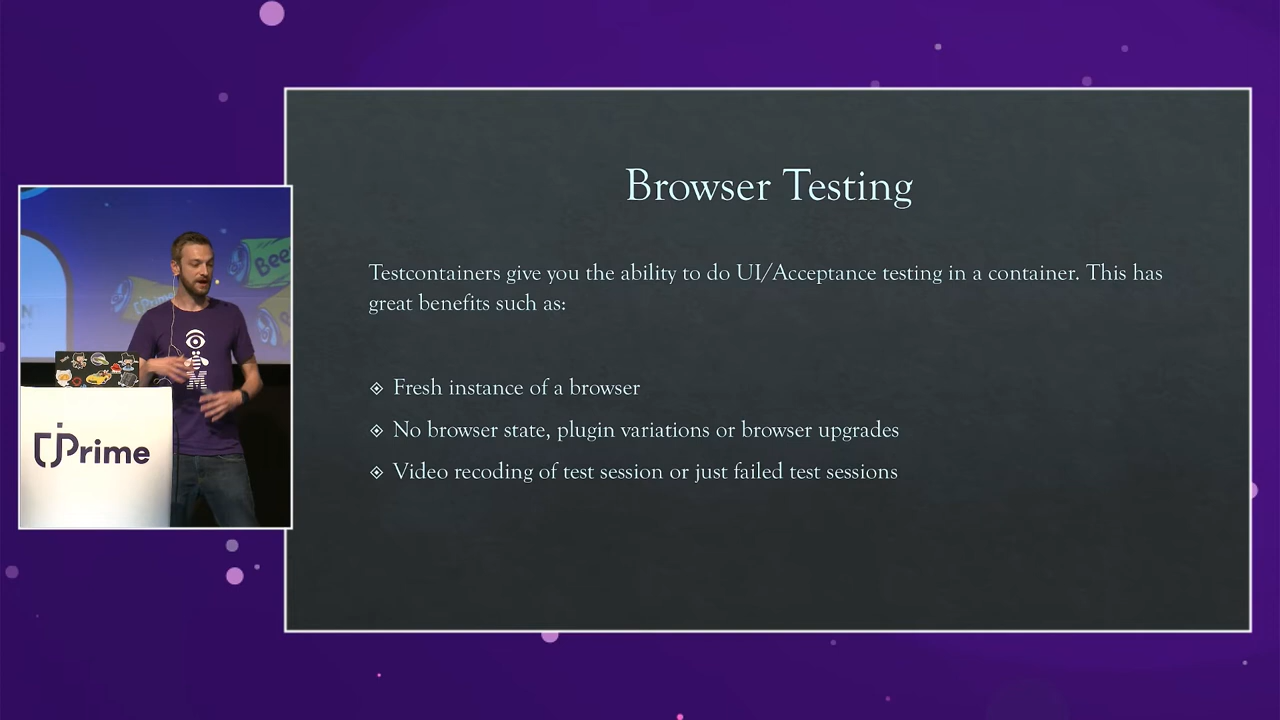 Browser Testing
Testcontainers give you the ability to do UI/Acceptance testing in a container. This has
great benefits such as:
Fresh instance of a browser
No browser state, plugin variations or browser upgrades
Video recoding of test session or just failed test sessions
Bee
jPrime
M